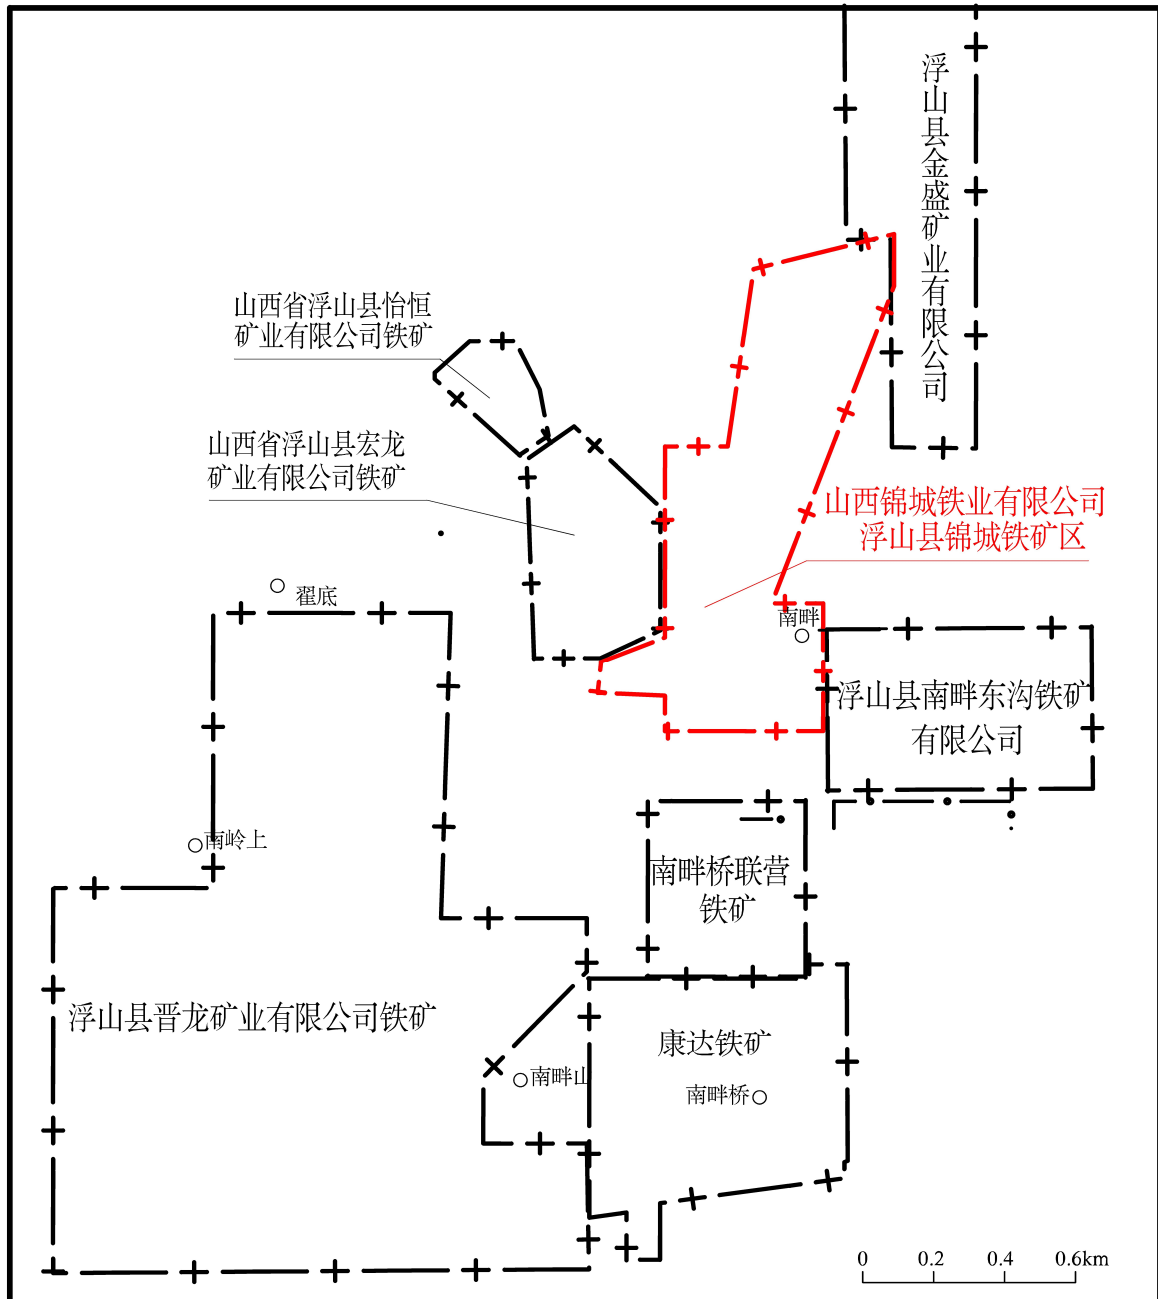 浮山县金盛矿业有限公司
山西省浮山县怡恒
矿业有限公司铁矿
山西省浮山县宏龙
矿业有限公司铁矿
山西锦城铁业有限公司
浮山县锦城铁矿区
翟底
南畔
浮山县南畔东沟铁矿
有限公司
南岭上
南畔桥联营
铁矿
浮山县晋龙矿业有限公司铁矿
康达铁矿
南畔山
南畔桥
0 0.2 0.4 0.6km